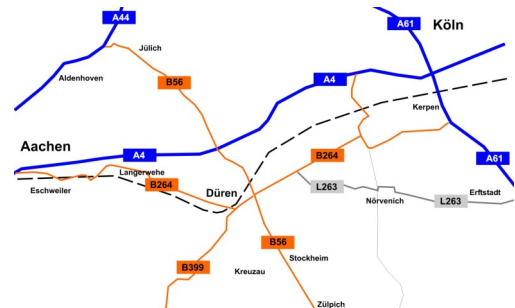 A44
A61
Köln
Jülich
Aldenhoven
B56
A4
Kerpen
Aachen
A4
B264
A61
Langerwehe
Eschweiler
B264
Düren
L263
Nörvenich
L263
Erftstadt
B56
Stockheim
B399
Kreuzau
Zülpich